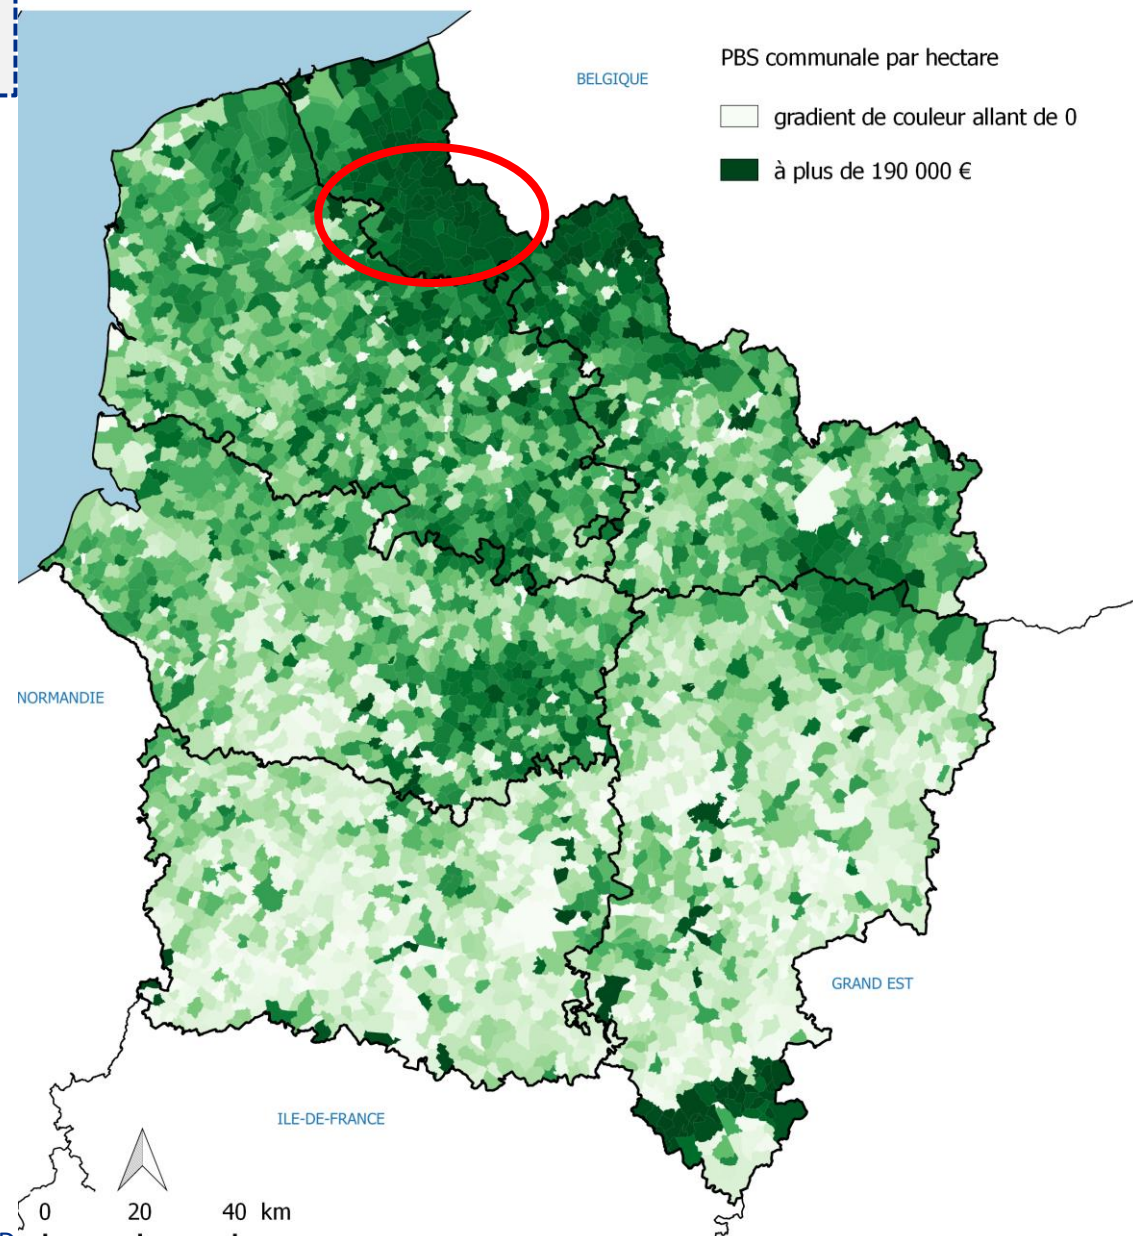 PBS communale par hectare
BELGIQUE
gradient de couleur allant de 0
à plus de 190 000 €
NORMANDIE
GRAND EST
ILE-DE-FRANCE
0 20 40 km